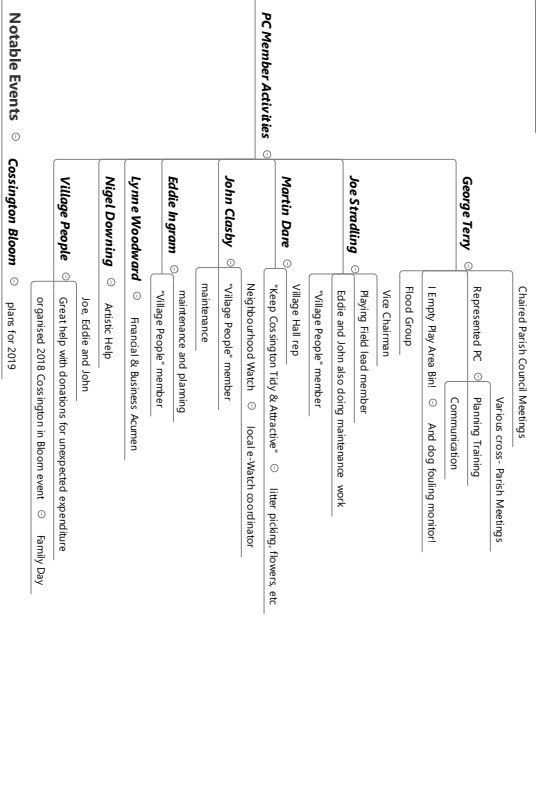 PC Member Activities
George Terry
Chaired Parish Council Meetings
Represented PC
Various cross- Parish Meetings
Planning Training
Communication
I Empty Play Area Bin!
And dog fouling monitor!
Flood Group
Joe Stradling
Vice Chairman
Playing Field lead member
Eddie and John also doing maintenance work
"Village People" member
Martin Dare
Village Hall rep
"Keep Cossington Tidy & Attractive"
litter picking, flowers, etc
John Clasby
Neighbourhood Watch
local e-Watch coordinator
"Village People" member
maintenance
Eddie Ingram
maintenance and planning
"Village People" member
Lynne Woodward
Financial & Business Acumen
Nigel Downing
Artistic Help
Village People
Joe, Eddie and John
Great help with donations for unexpected expenditure
organised 2018 Cossington in Bloom event
Family Day
Notable Events
Cossington Bloom
plans for 2019